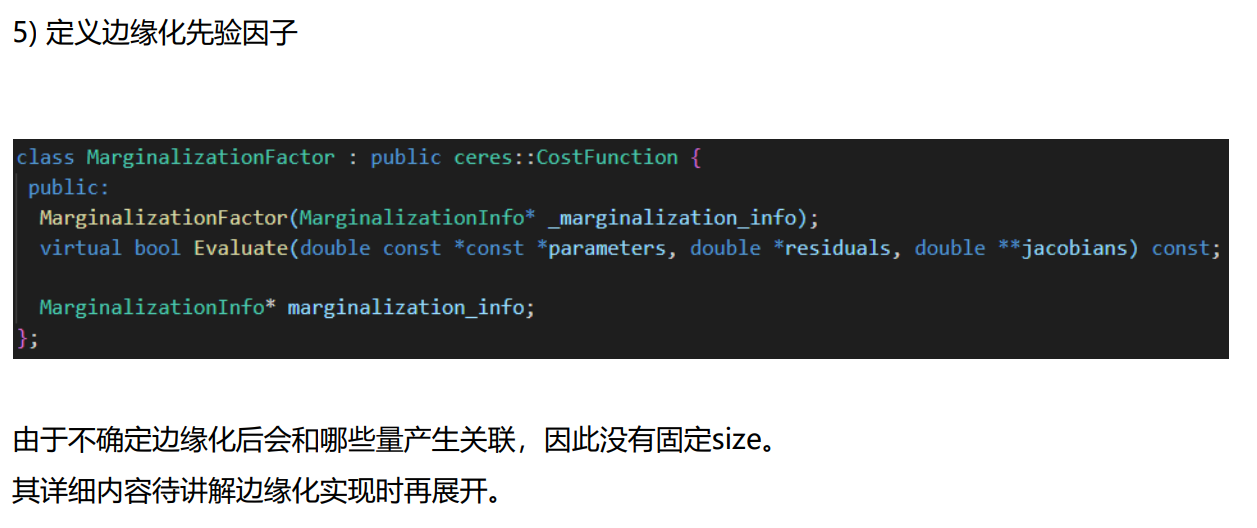 5) 定义边缘化先验因子
class MarginalizationFactor : public ceres::CostFunction {
public:
MarginalizationFactor(MarginalizationInfo* _marginalization_info);
virtual bool Evaluate(double const *const *parameters, double *residuals, double **jacobians) const;
MarginalizationInfo* marginalization_info;
};
由于不确定边缘化后会和哪些量产生关联，因此没有固定size。
其详细内容待讲解边缘化实现时再展开。